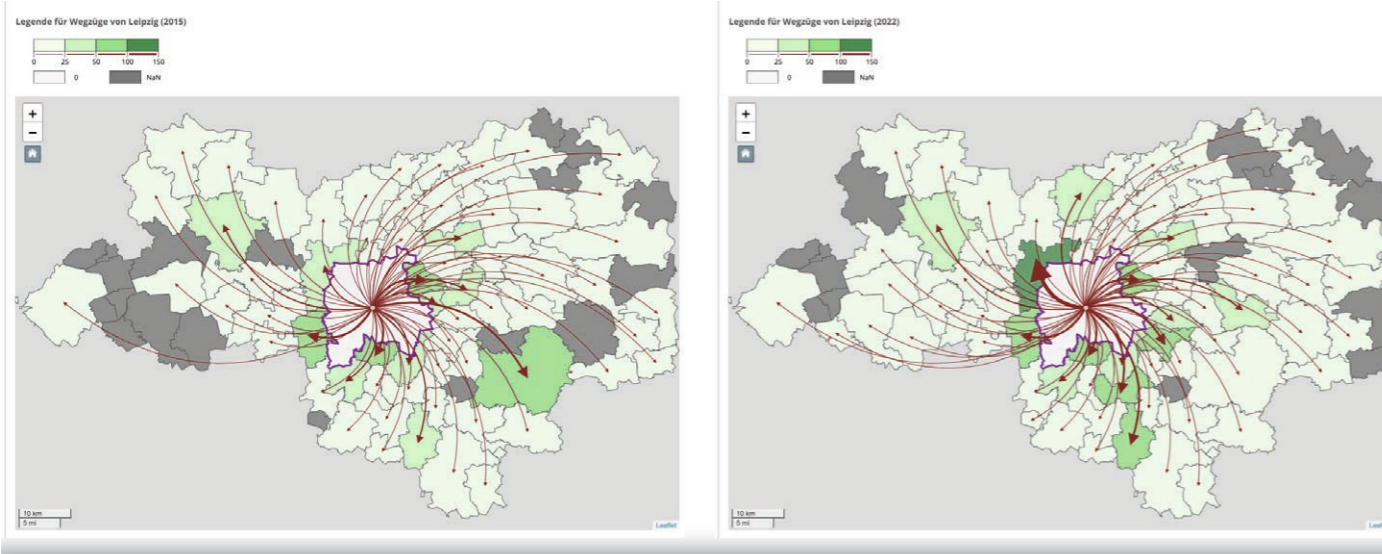 Legende für Wegzüge von Leipzig (2015)
0 25 50 100 150
0 NaN
+
−
10 km
5 mi
Leaflet
Legende für Wegzüge von Leipzig (2022)
0 25 50 100 150
0 NaN
+
−
10 km
5 mi
Leaf